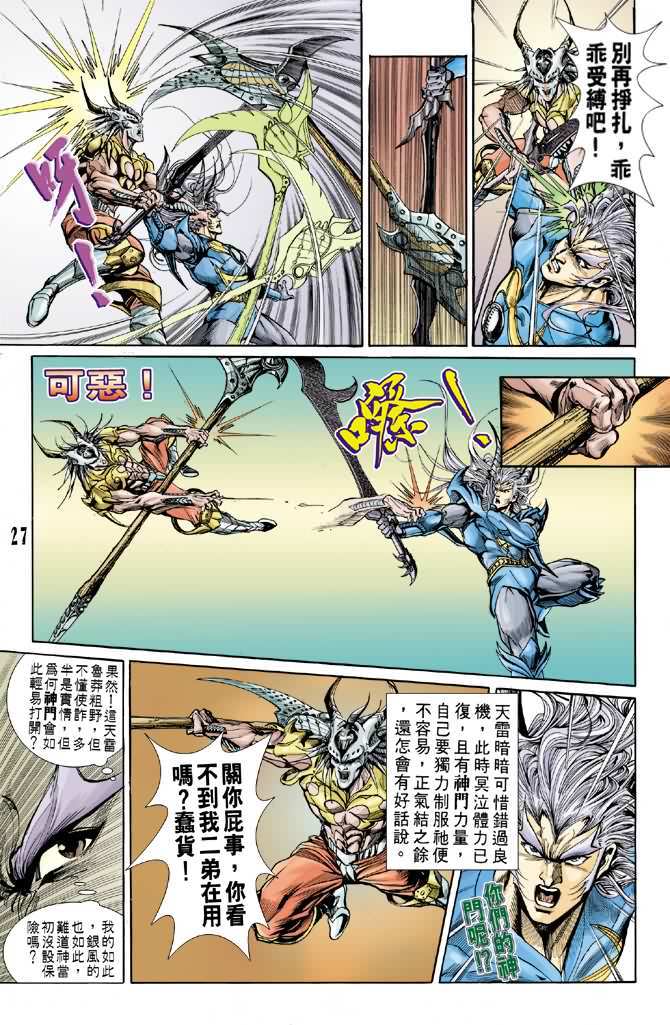 別再掙扎，乖
乖受縛吧！
呀！
可惡！
27
天雷暗暗可惜錯過良
機，此時冥泣體力已
復，且有神門力量，
自己要獨力制服祂便
不容易，正氣結之餘
，還怎會有好話說。
你們的神
門呢!?
關你屁事，你看
不到我二弟在用
嗎？蠢貨！
果然！這天雷
魯莽粗野，但
不懂使詐，多
半是實情，但
爲何神門會如
此輕易打開？
我的如此
，銀風的
也如此，
難道神當
初沒設保
險嗎？